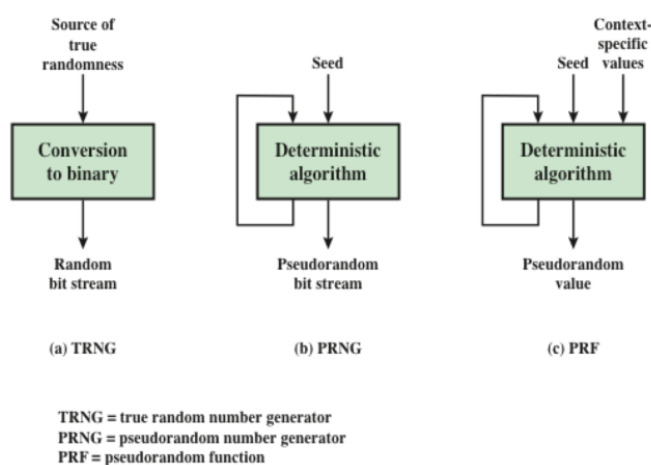 Source of
true
randomness
Conversion
to binary
Random
bit stream
(a) TRNG
Seed
Deterministic
algorithm
Pseudorandom
bit stream
(b) PRNG
Context-
specific
values
Seed
Deterministic
algorithm
Pseudorandom
value
(c) PRF
TRNG = true random number generator
PRNG = pseudorandom number generator
PRF = pseudorandom function